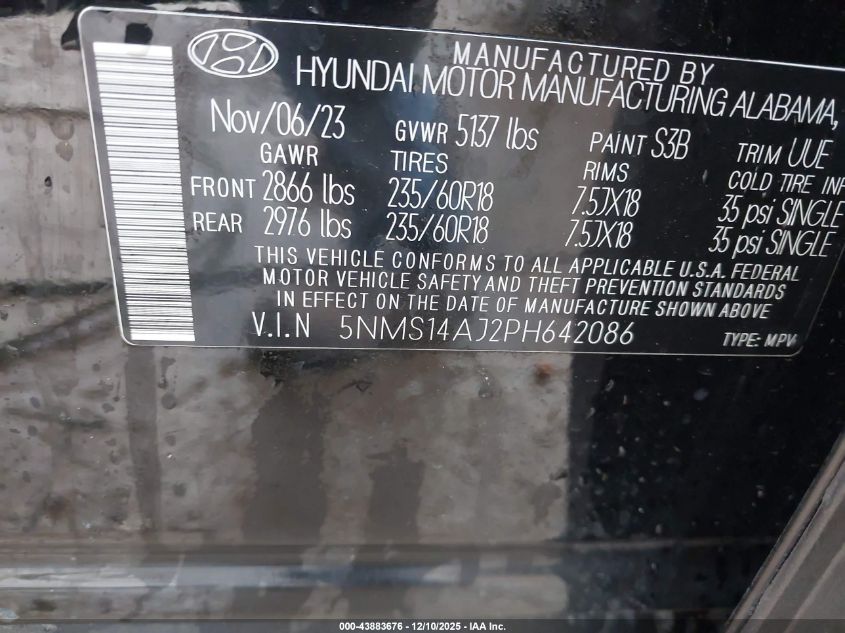 MANUFACTURED BY
HYUNDAI MOTOR MANUFACTURING ALABAMA,
Nov/06/23 GVWR 5137 lbs PAINT S3B TRIM UUE
GAWR TIRES RIMS COLD TIRE INF
FRONT 2866 lbs 235/60R18 7.5JX18 35 psi SINGLE
REAR 2976 lbs 235/60R18 7.5JX18 35 psi SINGLE
THIS VEHICLE CONFORMS TO ALL APPLICABLE U.S.A. FEDERAL
MOTOR VEHICLE SAFETY AND THEFT PREVENTION STANDARDS
IN EFFECT ON THE DATE OF MANUFACTURE SHOWN ABOVE
V.I.N 5NMS14AJ2PH642086 TYPE: MPV
000-43883676 - 12/10/2025 - IAA Inc.